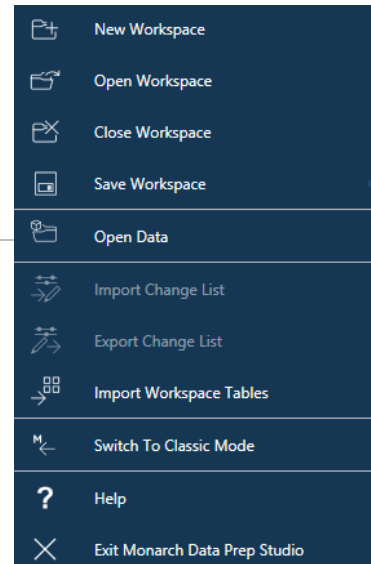 New Workspace
Open Workspace
Close Workspace
Save Workspace
Open Data
Import Change List
Export Change List
Import Workspace Tables
M Switch To Classic Mode
? Help
Exit Monarch Data Prep Studio